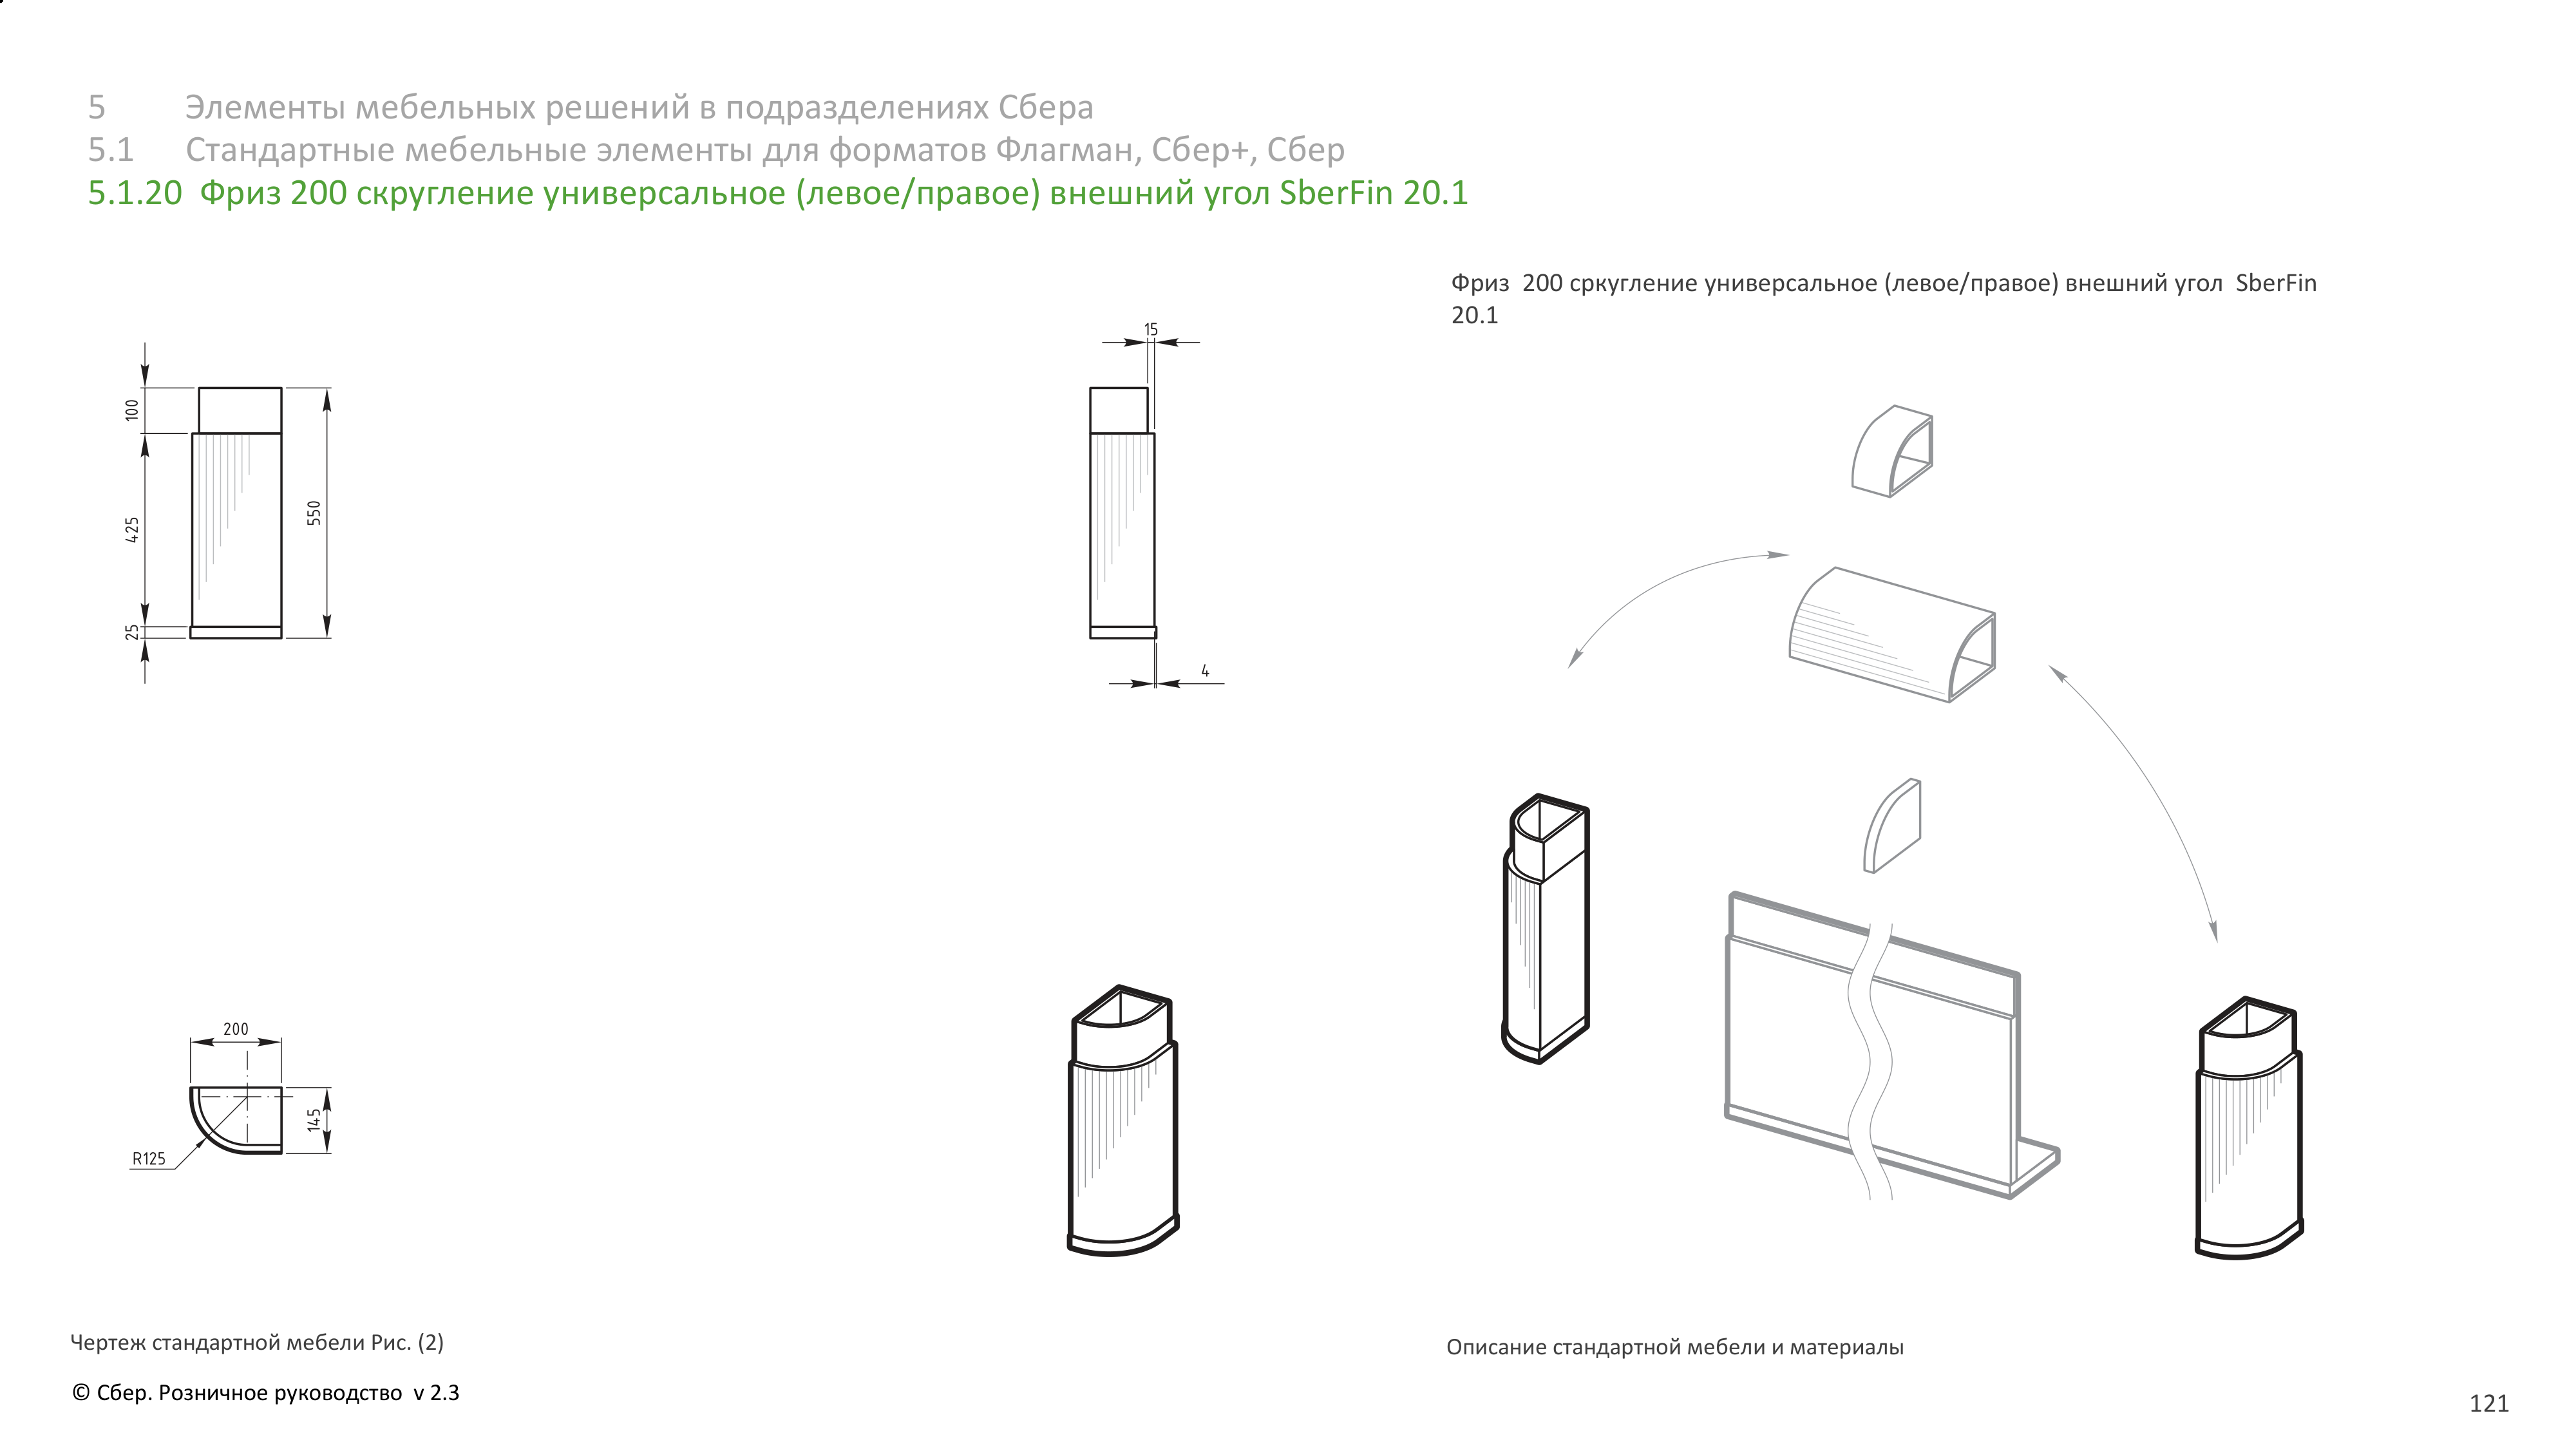 5 Элементы мебельных решений в подразделениях Сбера
5.1 Стандартные мебельные элементы для форматов Флагман, Сбер+, Сбер
5.1.20 Фриз 200 скругление универсальное (левое/правое) внешний угол SberFin 20.1
Фриз 200 сркугление универсальное (левое/правое) внешний угол SberFin
20.1
15
100
425
550
25
4
200
145
R125
Чертеж стандартной мебели Рис. (2)
Описание стандартной мебели и материалы
© Сбер. Розничное руководство v 2.3
121